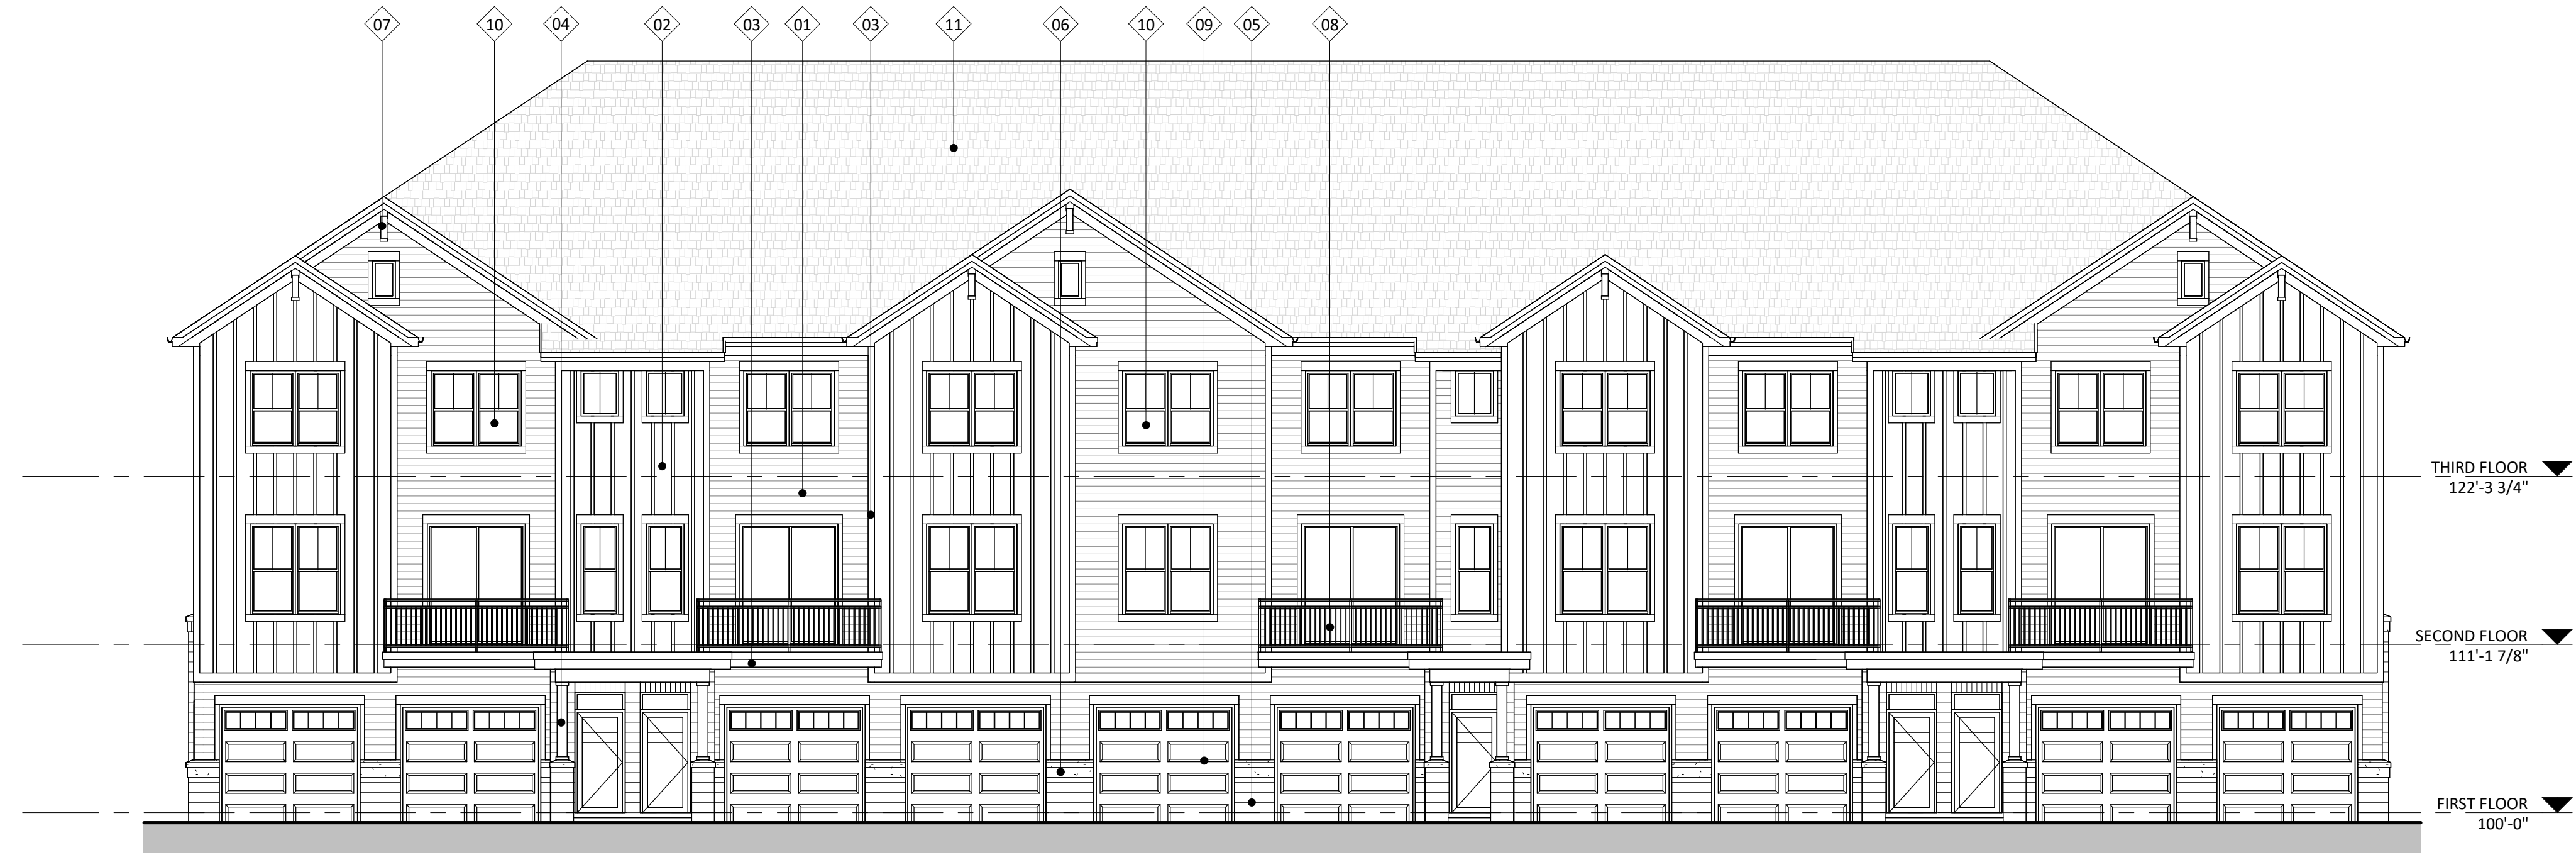 07 10 04 02 03 01 03 11 06 10 09 05 08
THIRD FLOOR
122'-3 3/4"
SECOND FLOOR
111'-1 7/8"
FIRST FLOOR
100'-0"